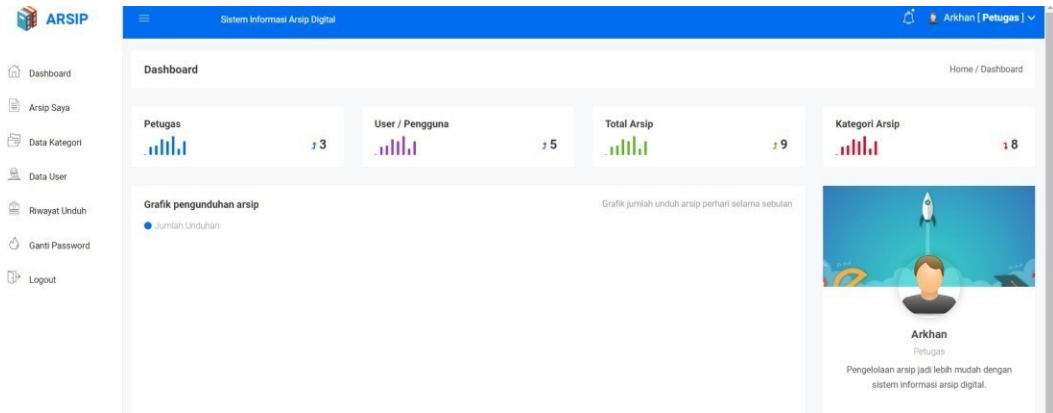 ARSIP
Sistem Informasi Arsip Digital
Arkhan [ Petugas ]
Dashboard
Arsip Saya
Data Kategori
Data User
Riwayat Unduh
Ganti Password
Logout
Dashboard
Home / Dashboard
Petugas
3
User / Pengguna
5
Total Arsip
9
Kategori Arsip
8
Grafik pengunduhan arsip
Grafik jumlah unduh arsip perhari selama sebulan
Jumlah Unduhan
Arkhan
Petugas
Pengelolaan arsip jadi lebih mudah dengan
sistem informasi arsip digital.